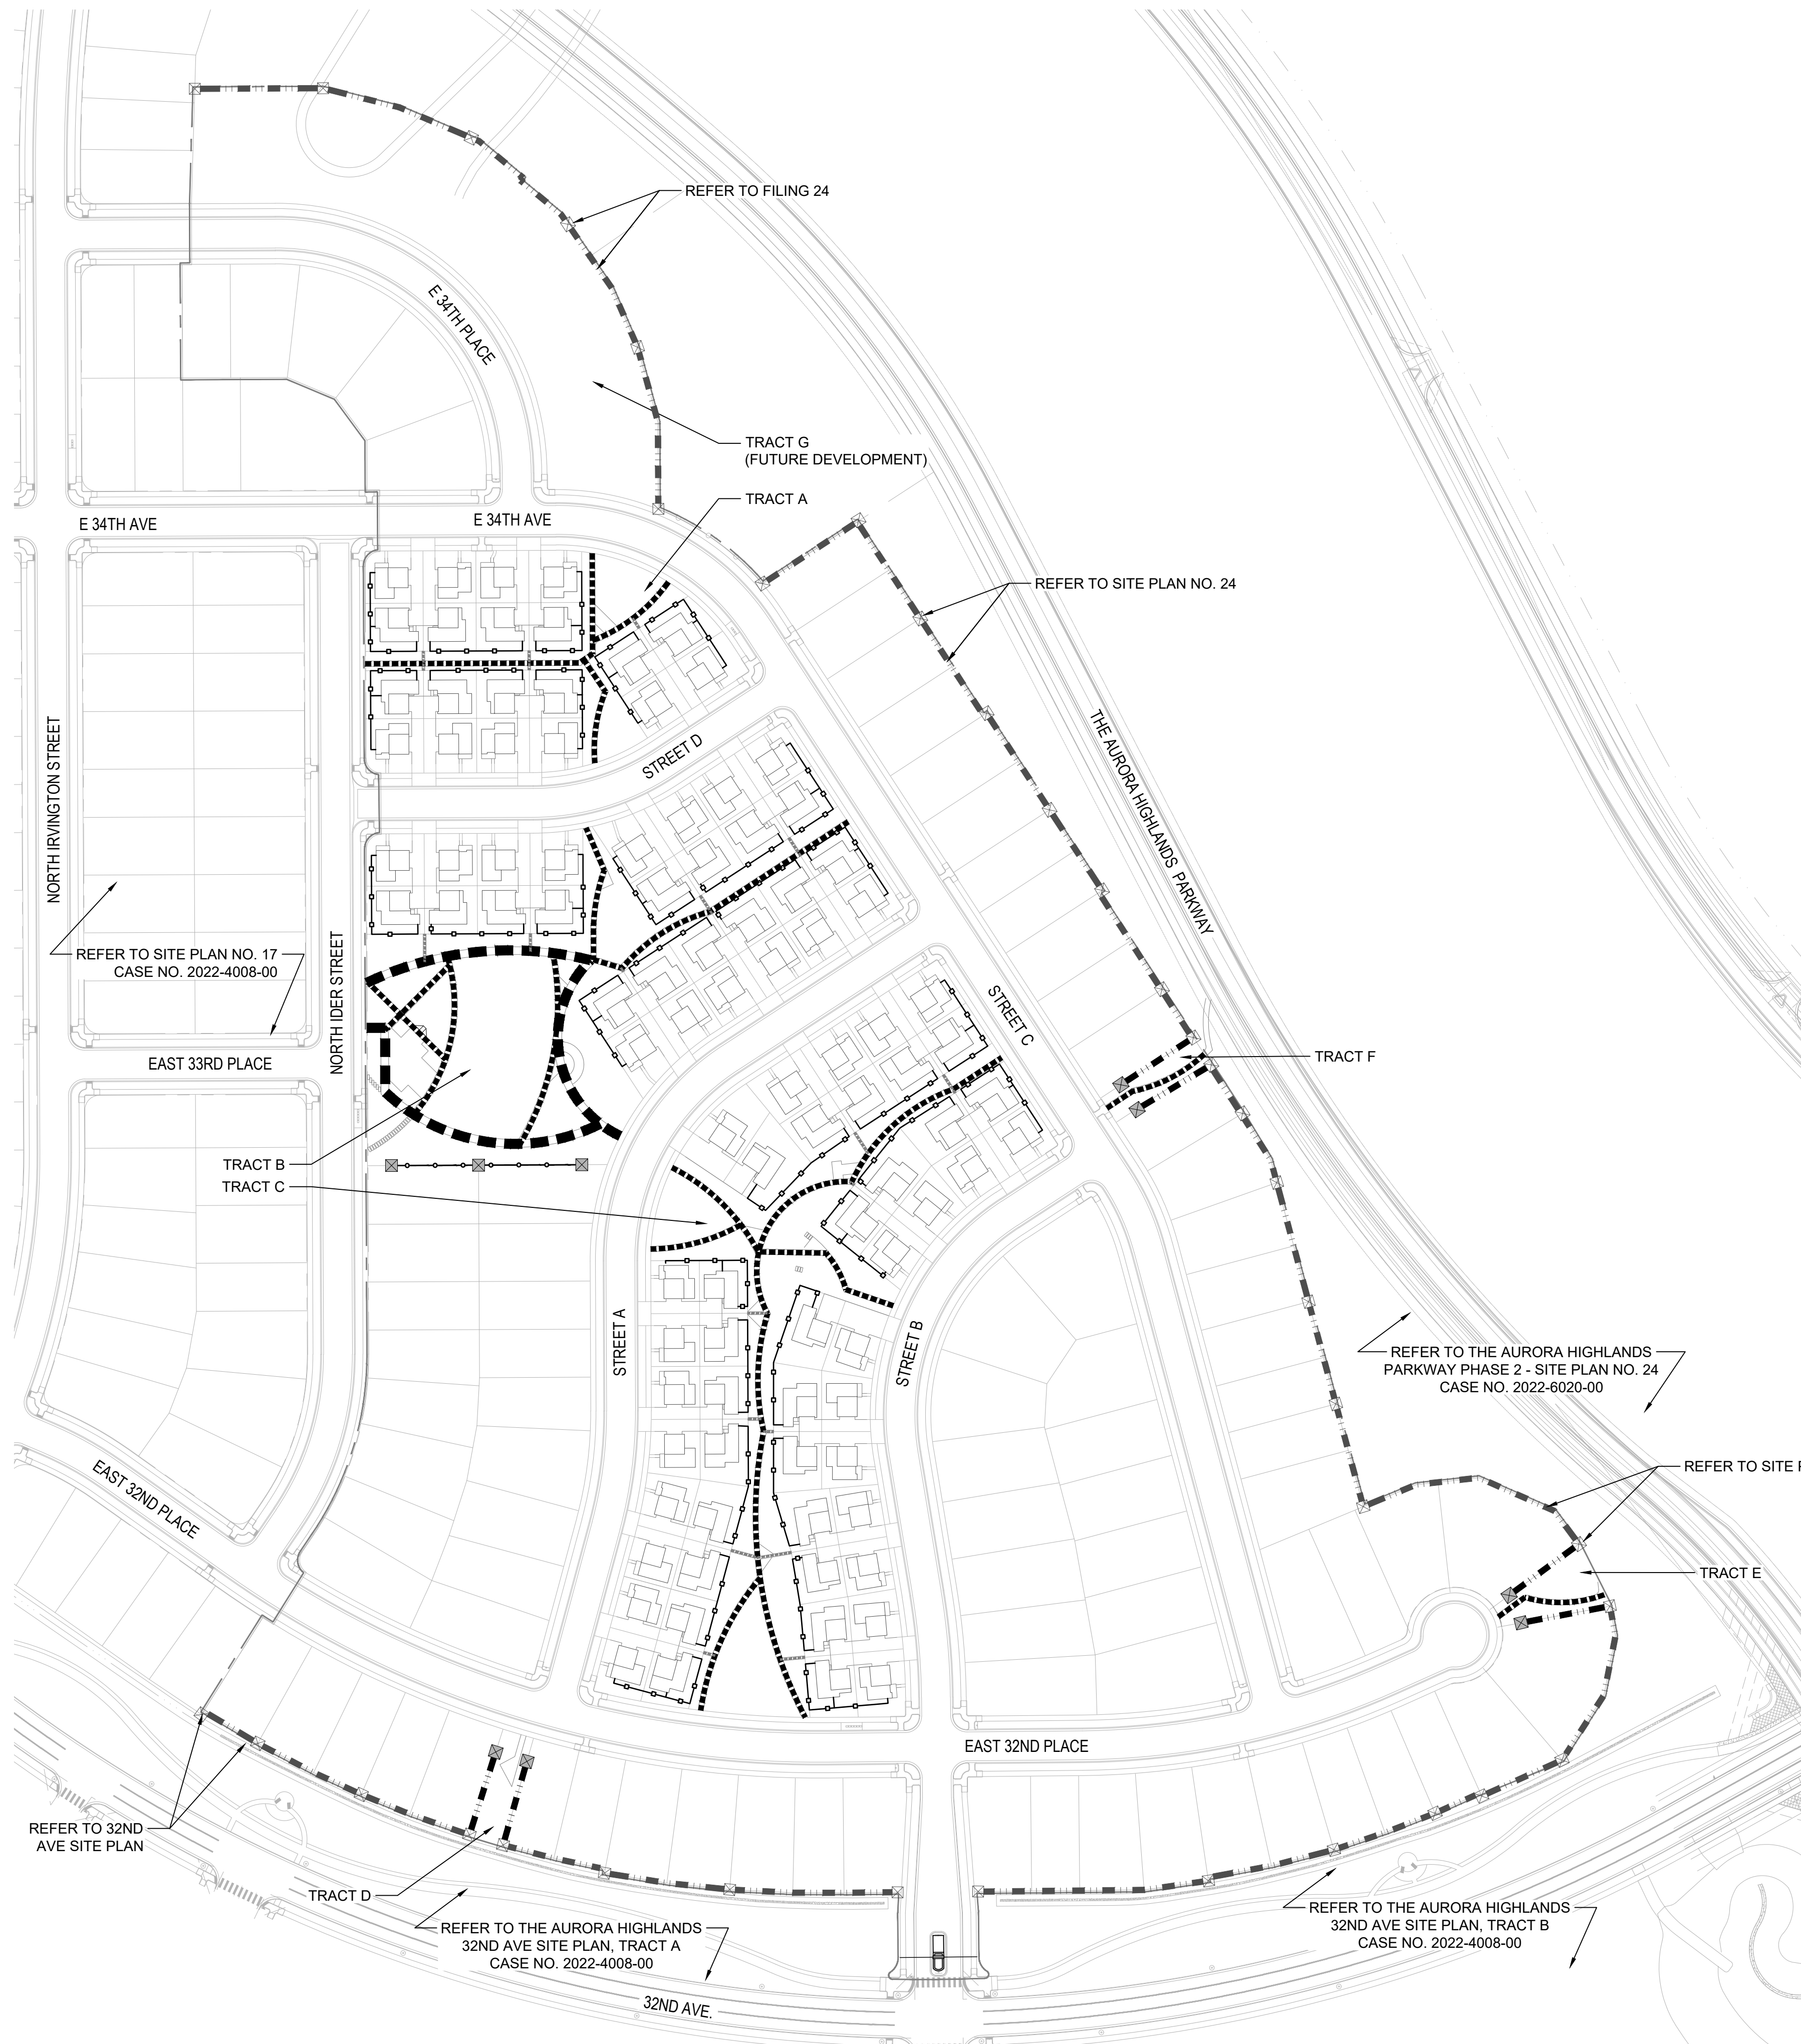 REFER TO FILING 24
E 34TH PLACE
TRACT G
(FUTURE DEVELOPMENT)
TRACT A
E 34TH AVE
E 34TH AVE
REFER TO SITE PLAN NO. 24
NORTH IRVINGTON STREET
STREET D
THE AURORA HIGHLANDS PARKWAY
REFER TO SITE PLAN NO. 17
CASE NO. 2022-4008-00
NORTH IDER STREET
STREET C
EAST 33RD PLACE
TRACT F
TRACT B
TRACT C
STREET A
STREET B
REFER TO THE AURORA HIGHLANDS
PARKWAY PHASE 2 - SITE PLAN NO. 24
CASE NO. 2022-6020-00
EAST 32ND PLACE
REFER TO SITE
TRACT E
EAST 32ND PLACE
REFER TO 32ND
AVE SITE PLAN
TRACT D
REFER TO THE AURORA HIGHLANDS
32ND AVE SITE PLAN, TRACT A
CASE NO. 2022-4008-00
REFER TO THE AURORA HIGHLANDS
32ND AVE SITE PLAN, TRACT B
CASE NO. 2022-4008-00
32ND AVE.